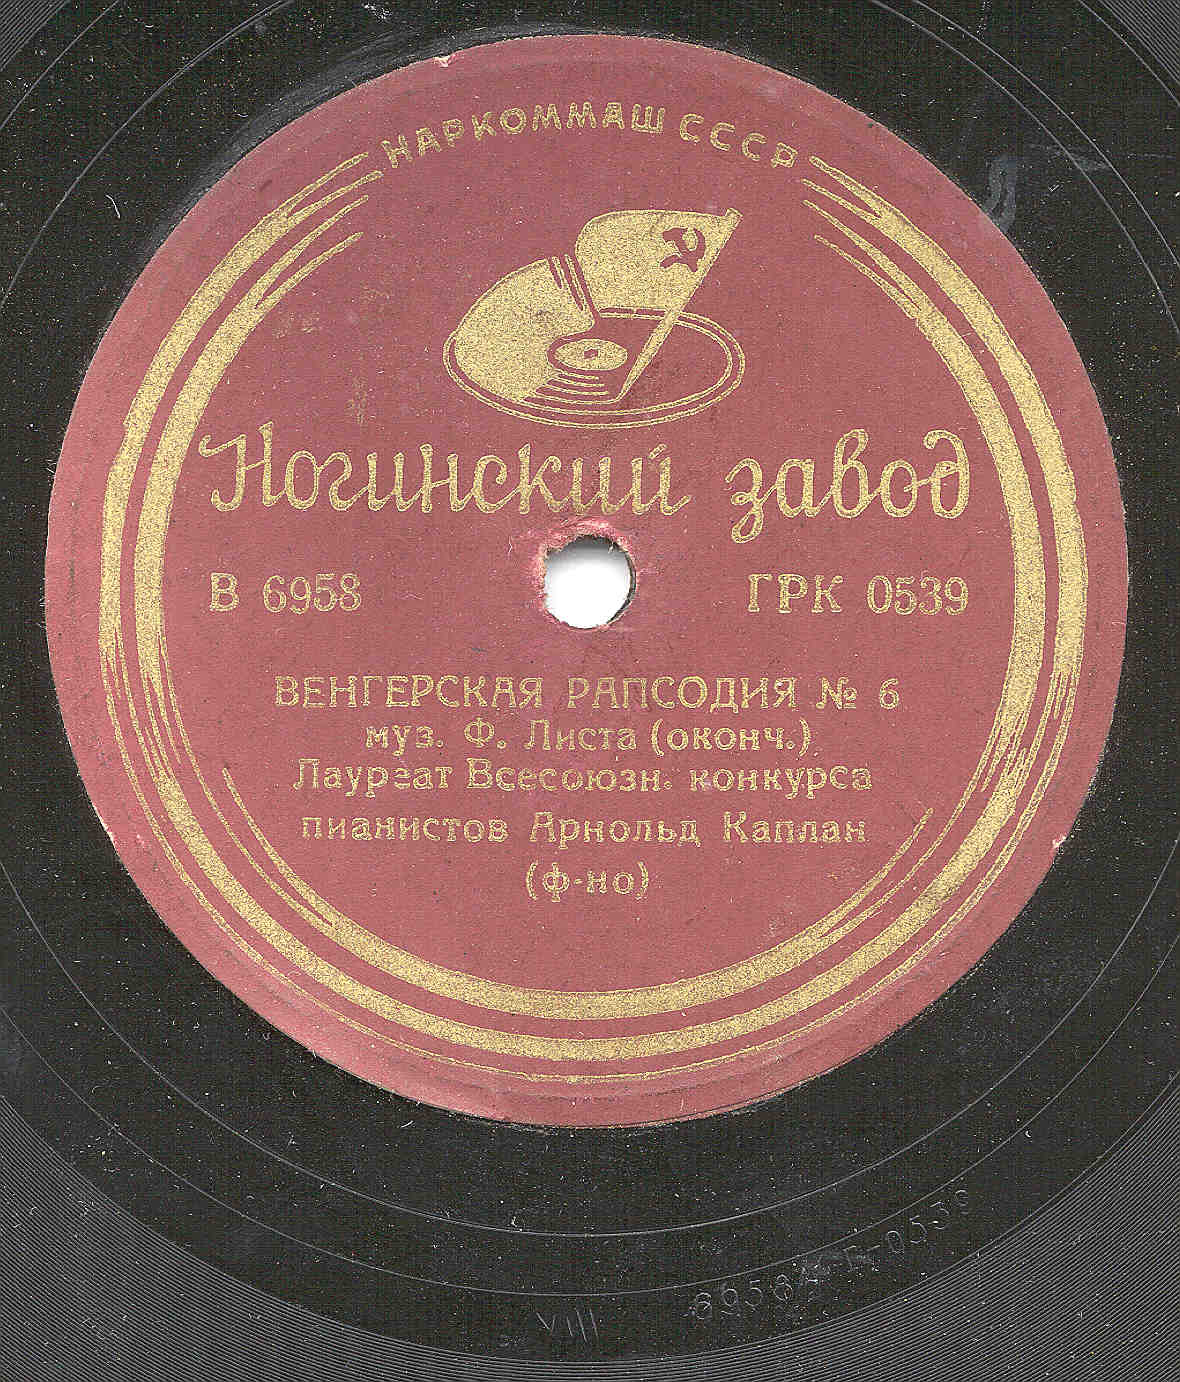 НАРКОММАШ СССР
Ногинский завод
В 6958 ГРК 0539
ВЕНГЕРСКАЯ РАПСОДИЯ № 6
муз. Ф. Листа (оконч.)
Лауреат Всесоюзн. конкурса
пианистов Арнольд Каплан
(ф-но)
VIII